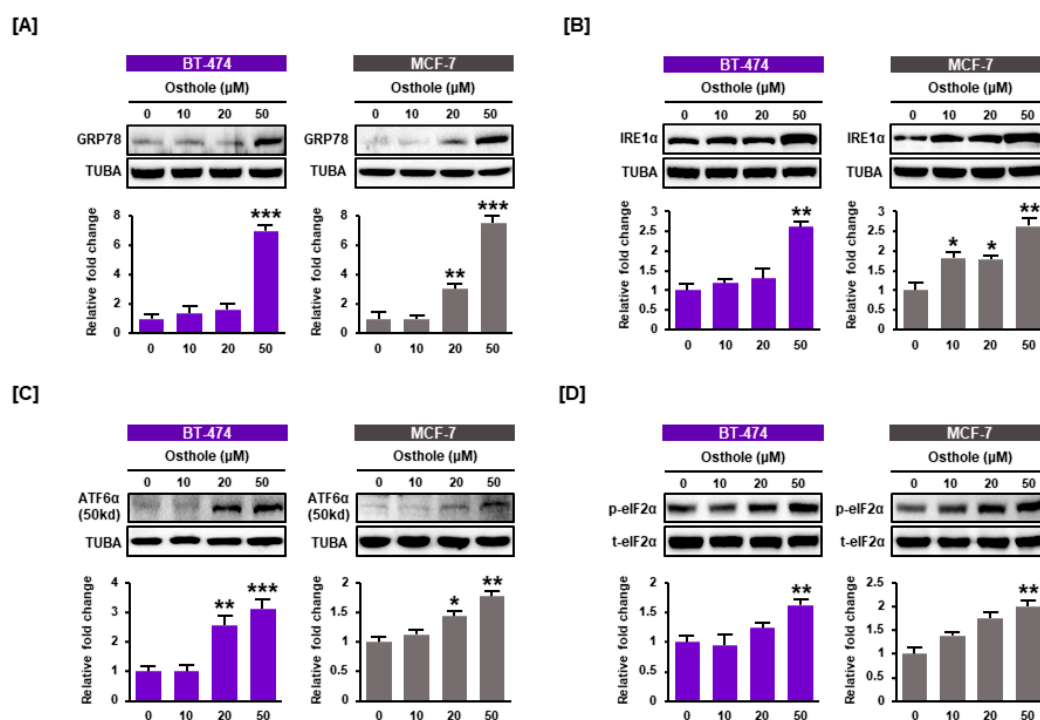 [A]
BT-474
Osthole (µM)
0 10 20 50
GRP78
TUBA
***
Relative fold change
8
6
4
2
0
0 10 20 50
MCF-7
Osthole (µM)
0 10 20 50
GRP78
TUBA
***
**
Relative fold change
8
6
4
2
0
0 10 20 50
[B]
BT-474
Osthole (µM)
0 10 20 50
IRE1α
TUBA
**
Relative fold change
3
2.5
2
1.5
1
0.5
0
0 10 20 50
MCF-7
Osthole (µM)
0 10 20 50
IRE1α
TUBA
**
* *
Relative fold change
3
2.5
2
1.5
1
0.5
0
0 10 20 50
[C]
BT-474
Osthole (µM)
0 10 20 50
ATF6α
(50kd)
TUBA
***
**
Relative fold change
4
3
2
1
0
0 10 20 50
MCF-7
Osthole (µM)
0 10 20 50
ATF6α
(50kd)
TUBA
**
*
Relative fold change
2
1.5
1
0.5
0
0 10 20 50
[D]
BT-474
Osthole (µM)
0 10 20 50
p-eIF2α
t-eIF2α
**
Relative fold change
2
1.5
1
0.5
0
0 10 20 50
MCF-7
Osthole (µM)
0 10 20 50
p-eIF2α
t-eIF2α
**
Relative fold change
2.5
2
1.5
1
0.5
0
0 10 20 50